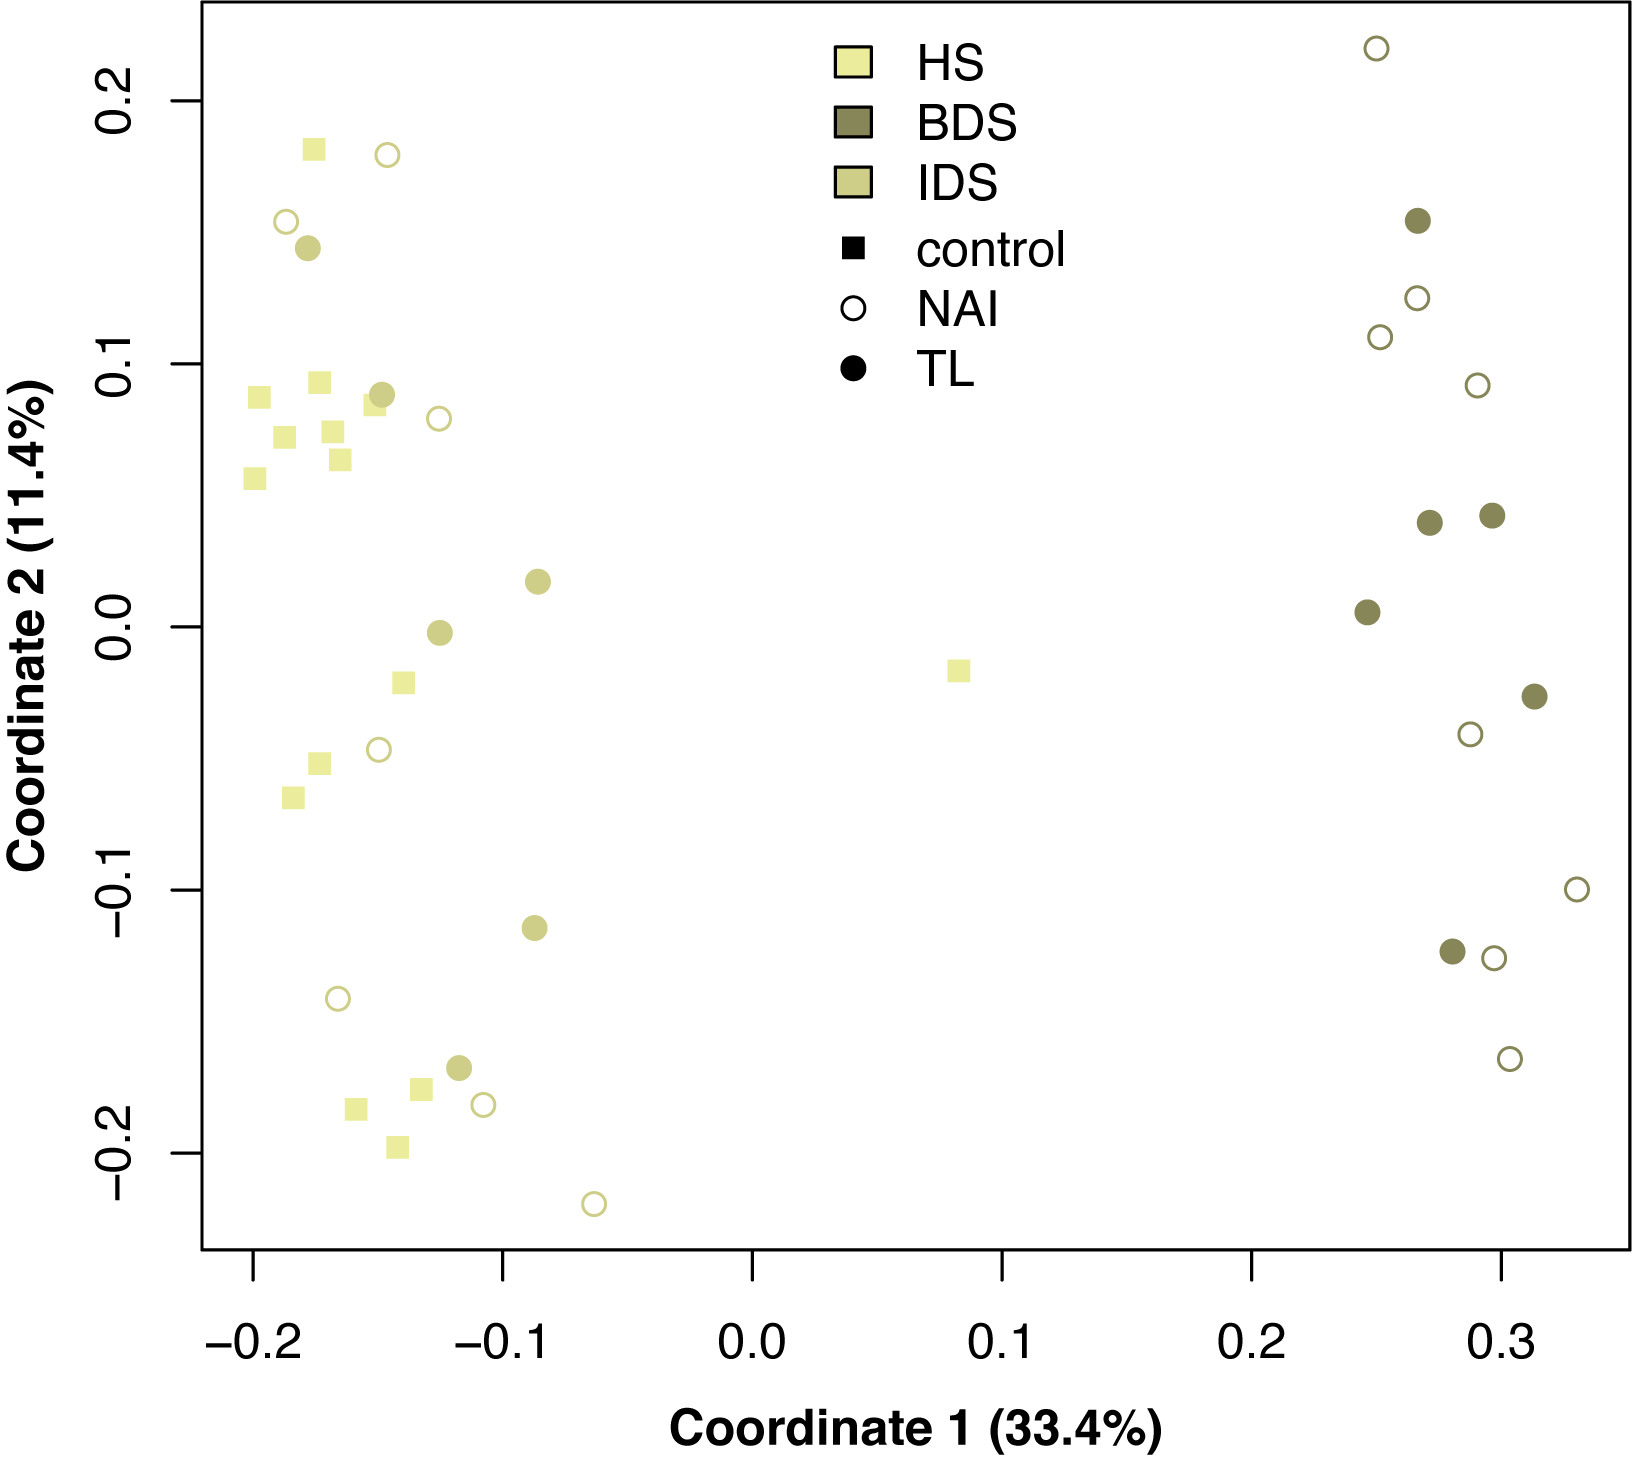 HS
BDS
IDS
control
NAI
TL
0.2
0.1
0.0
−0.1
−0.2
Coordinate 2 (11.4%)
−0.2 −0.1 0.0 0.1 0.2 0.3
Coordinate 1 (33.4%)